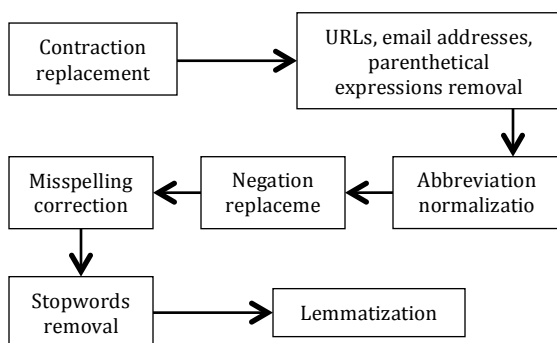 Contraction
replacement
URLs, email addresses,
parenthetical
expressions removal
Abbreviation
normalizatio
Negation
replaceme
Misspelling
correction
Stopwords
removal
Lemmatization